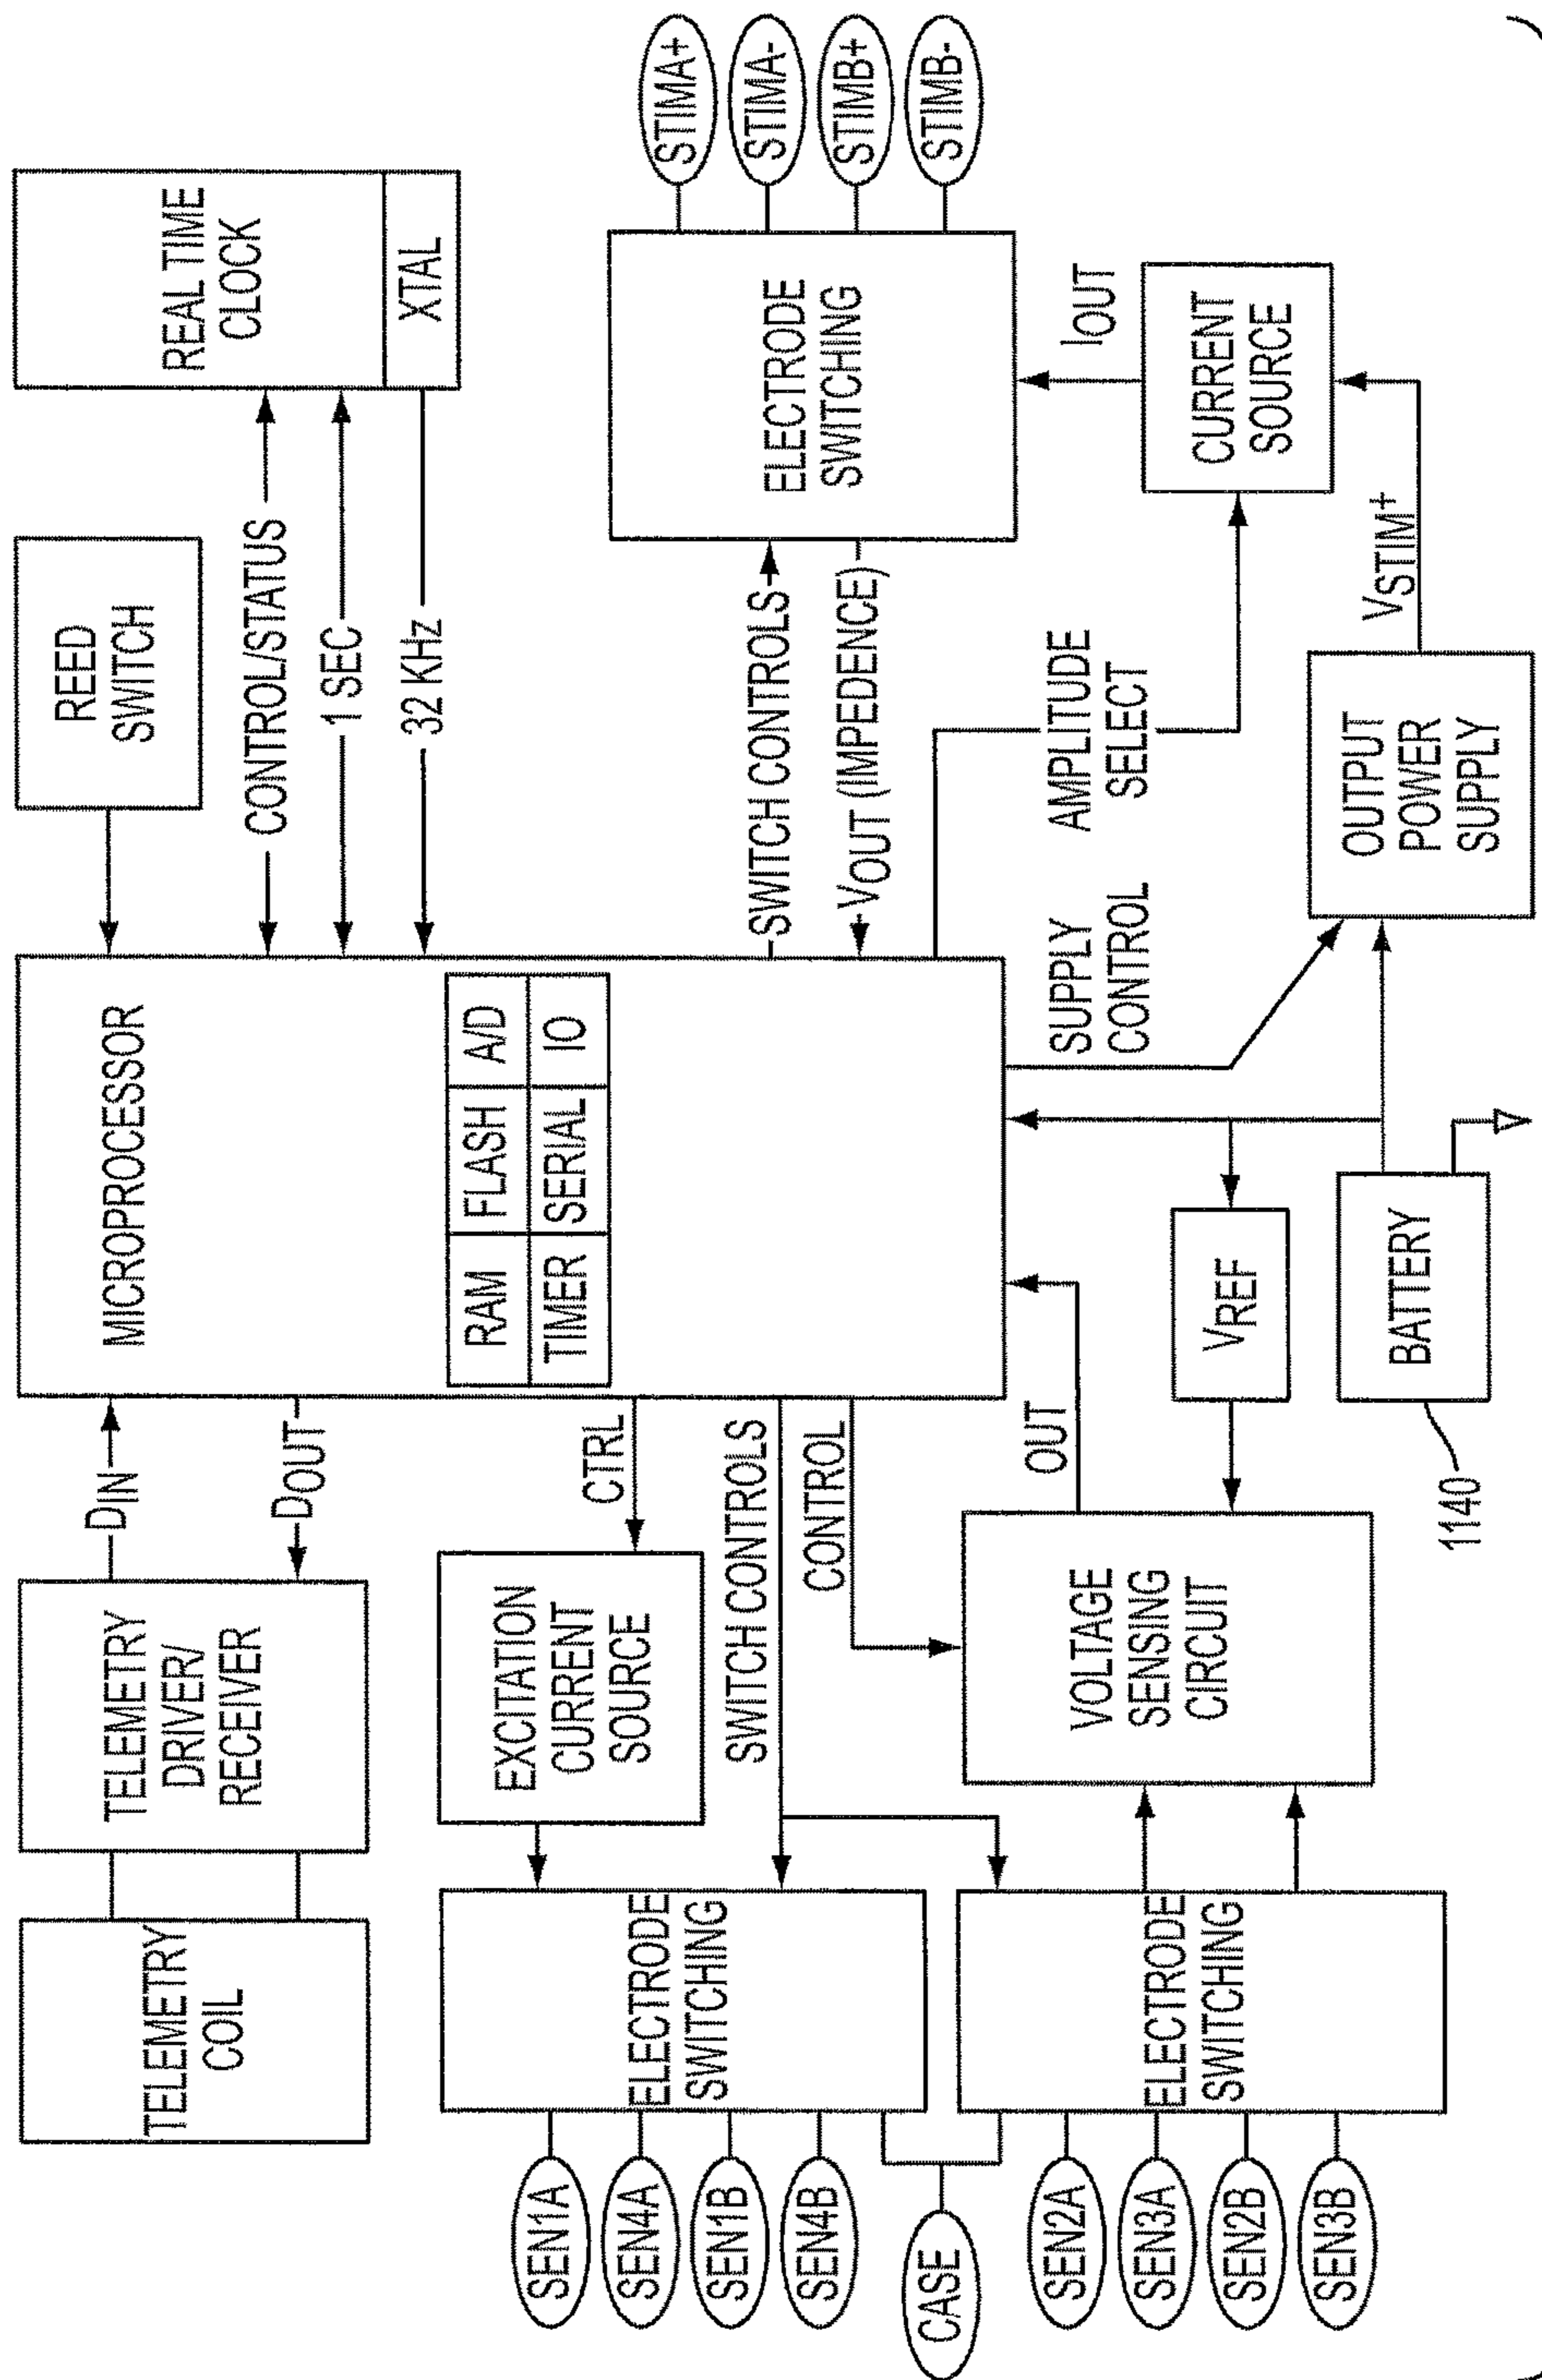 TELEMETRY
COIL
TELEMETRY
DRIVER/
RECEIVER
DIN
DOUT
MICROPROCESSOR
RAM
FLASH
A/D
TIMER
SERIAL
IO
REED
SWITCH
CONTROL/STATUS
1 SEC
32 KHz
REAL TIME
CLOCK
XTAL
SEN1A
SEN4A
SEN1B
SEN4B
CASE
ELECTRODE
SWITCHING
EXCITATION
CURRENT
SOURCE
CTRL
SWITCH CONTROLS
CONTROL
SWITCH CONTROLS
VOUT (IMPEDENCE)
ELECTRODE
SWITCHING
STIMA+
STIMA-
STIMB+
STIMB-
SEN2A
SEN3A
SEN2B
SEN3B
ELECTRODE
SWITCHING
VOLTAGE
SENSING
CIRCUIT
OUT
VREF
SUPPLY
CONTROL
AMPLITUDE
SELECT
IOUT
CURRENT
SOURCE
VSTIM+
1140
BATTERY
OUTPUT
POWER
SUPPLY